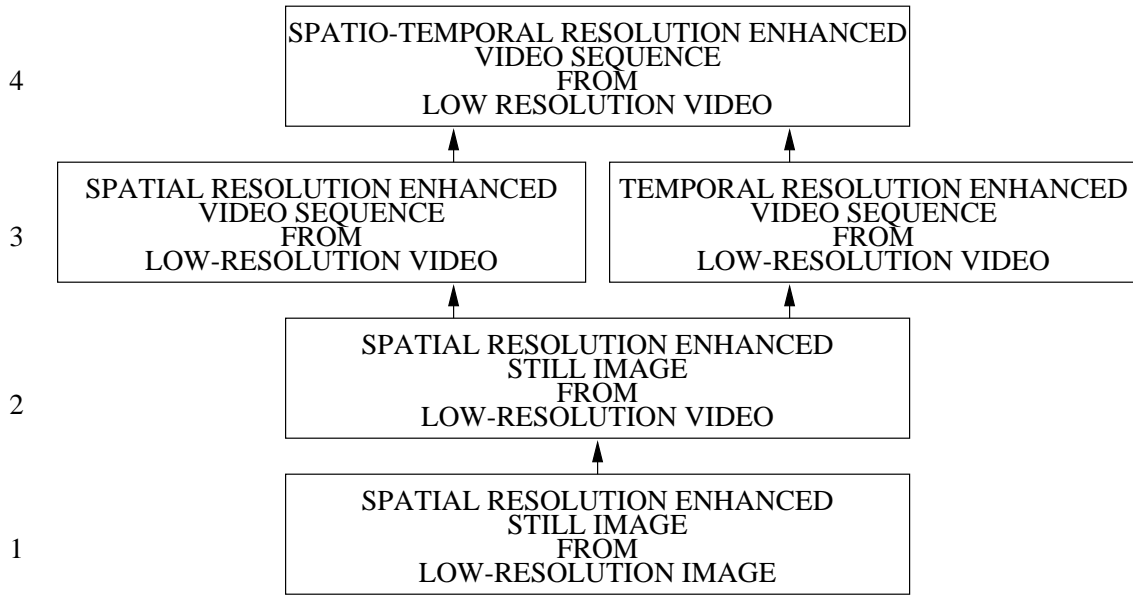 4
SPATIO-TEMPORAL RESOLUTION ENHANCED
VIDEO SEQUENCE
FROM
LOW RESOLUTION VIDEO
3
SPATIAL RESOLUTION ENHANCED
VIDEO SEQUENCE
FROM
LOW-RESOLUTION VIDEO
TEMPORAL RESOLUTION ENHANCED
VIDEO SEQUENCE
FROM
LOW-RESOLUTION VIDEO
2
SPATIAL RESOLUTION ENHANCED
STILL IMAGE
FROM
LOW-RESOLUTION VIDEO
1
SPATIAL RESOLUTION ENHANCED
STILL IMAGE
FROM
LOW-RESOLUTION IMAGE